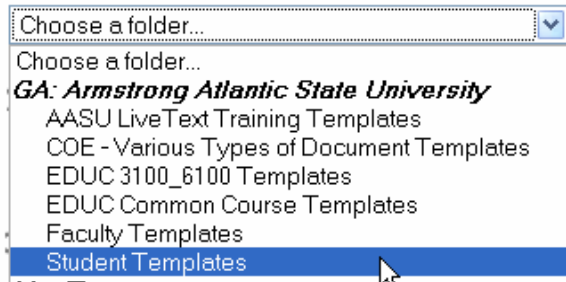 Choose a folder...
Choose a folder...
GA: Armstrong Atlantic State University
AASU LiveText Training Templates
COE - Various Types of Document Templates
EDUC 3100_6100 Templates
EDUC Common Course Templates
Faculty Templates
Student Templates